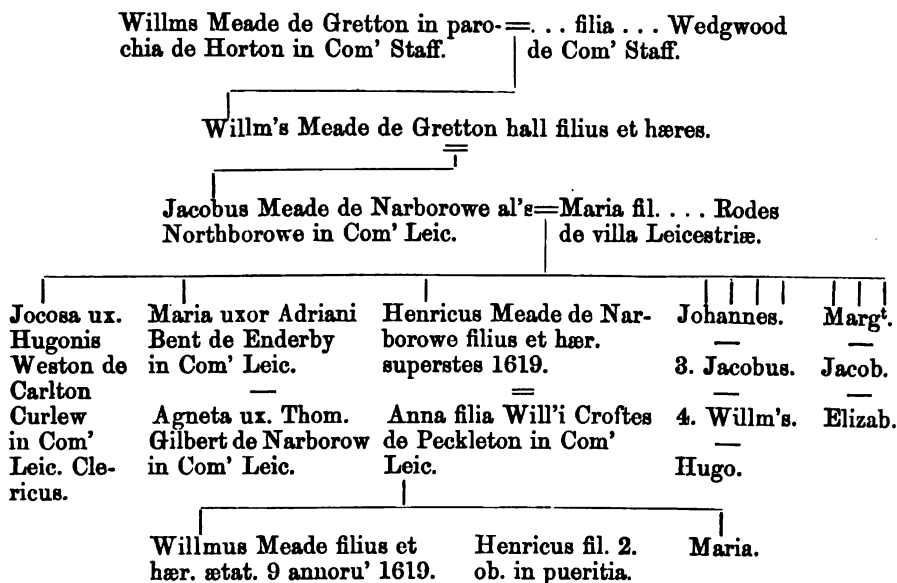 Willms Meade de Gretton in paro-=. . . filia . . . Wedgwood
chia de Horton in Com' Staff. de Com' Staff.
Willm's Meade de Gretton hall filius et hæres.
=
Jacobus Meade de Narborowe al's=Maria fil. . . . Rodes
Northborowe in Com' Leic. de villa Leicestriæ.
Jocosa ux.
Hugonis
Weston de
Carlton
Curlew
in Com'
Leic. Cle-
ricus.
Maria uxor Adriani
Bent de Enderby
in Com' Leic.
—
Agneta ux. Thom.
Gilbert de Narborow
in Com' Leic.
Henricus Meade de Nar-
borowe filius et hær.
superstes 1619.
=
Anna filia Will'i Croftes
de Peckleton in Com'
Leic.
Johannes.
—
3. Jacobus.
—
4. Willm's.
—
Hugo.
Margᵗ.
—
Jacob.
—
Elizab.
Willmus Meade filius et
hær. ætat. 9 annoru' 1619.
Henricus fil. 2.
ob. in pueritia.
Maria.